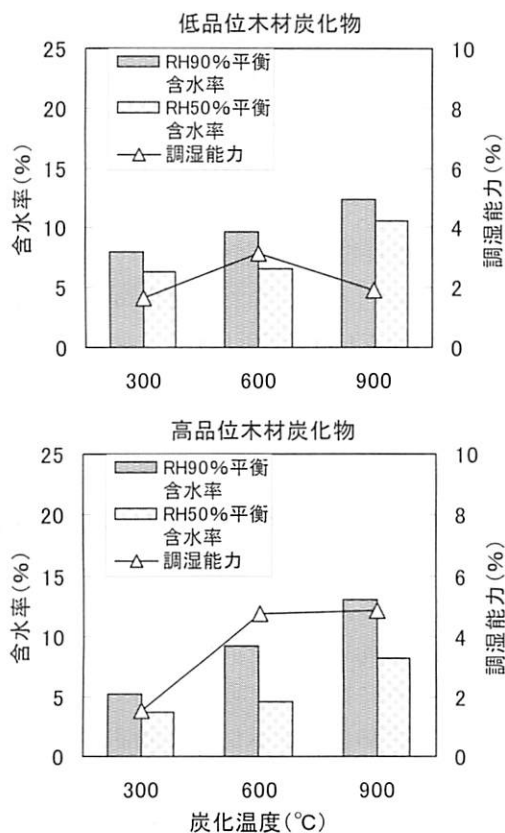 低品位木材炭化物
25
20
15
10
5
0
含水率(%)
RH90%平衡
含水率
RH50%平衡
含水率
調湿能力
10
8
6
4
2
0
調湿能力(%)
300 600 900
高品位木材炭化物
25
20
15
10
5
0
含水率(%)
RH90%平衡
含水率
RH50%平衡
含水率
調湿能力
10
8
6
4
2
0
調湿能力(%)
300 600 900
炭化温度(℃)